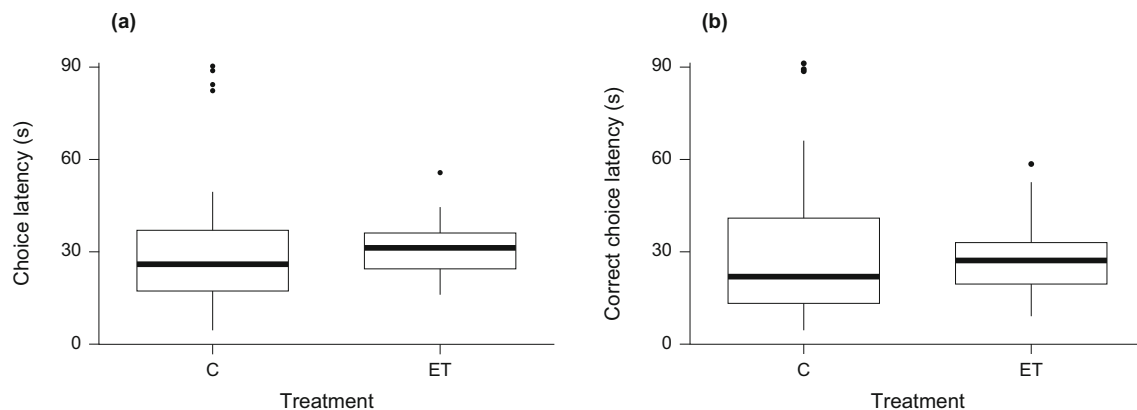 (a)
Choice latency (s)
90
60
30
0
C
ET
Treatment
(b)
Correct choice latency (s)
90
60
30
0
C
ET
Treatment